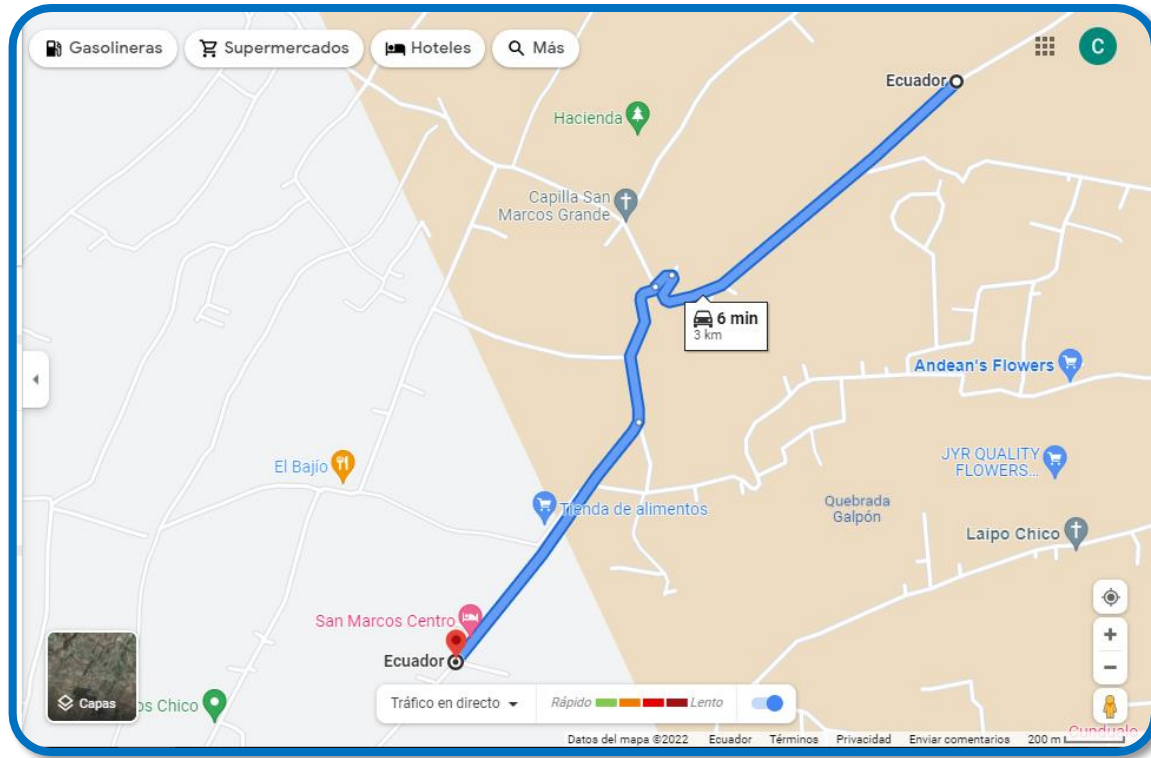 Gasolineras
Supermercados
Hoteles
Más
C
Ecuador
Hacienda
Capilla San
Marcos Grande
6 min
3 km
Andean's Flowers
El Bajío
JYR QUALITY
FLOWERS...
Tienda de alimentos
Quebrada
Galpón
Laipo Chico
San Marcos Centro
Ecuador
Capas
os Chico
Tráfico en directo
Rápido
Lento
Cunduale
Datos del mapa ©2022
Ecuador
Términos
Privacidad
Enviar comentarios
200 m